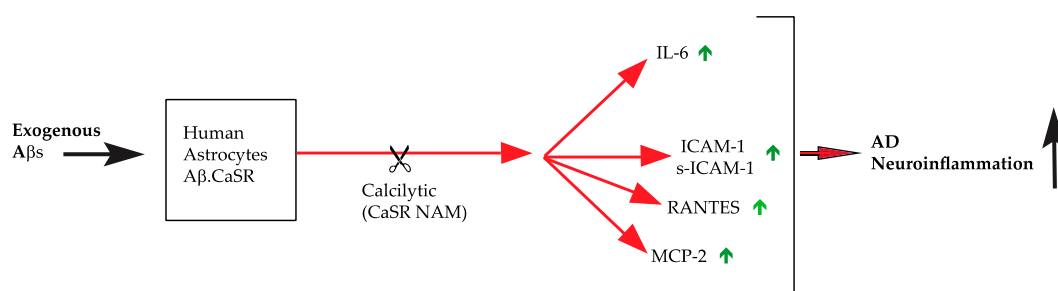 Exogenous
Aβs
Human
Astrocytes
Aβ.CaSR
Calcilytic
(CaSR NAM)
IL-6
ICAM-1
s-ICAM-1
RANTES
MCP-2
AD
Neuroinflammation